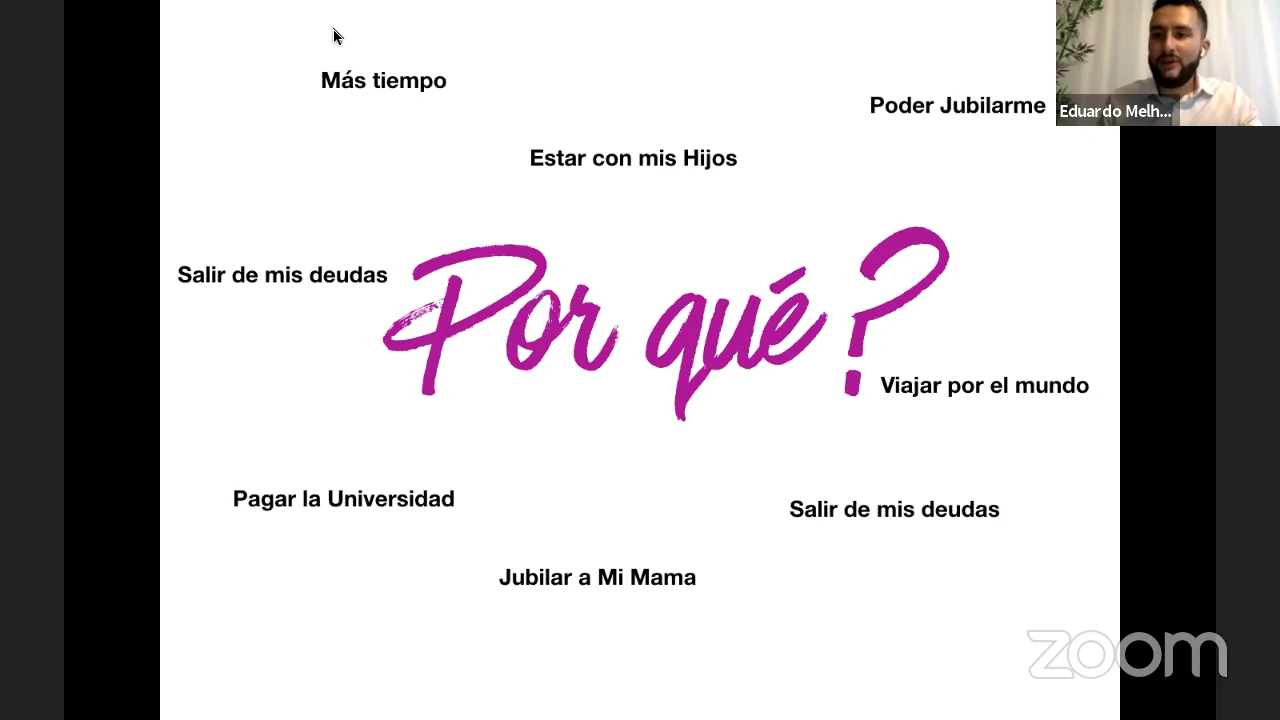 Más tiempo
Poder Jubilarme
Eduardo Melh...
Estar con mis Hijos
Salir de mis deudas
Por qué?
Viajar por el mundo
Pagar la Universidad
Salir de mis deudas
Jubilar a Mi Mama
zoom